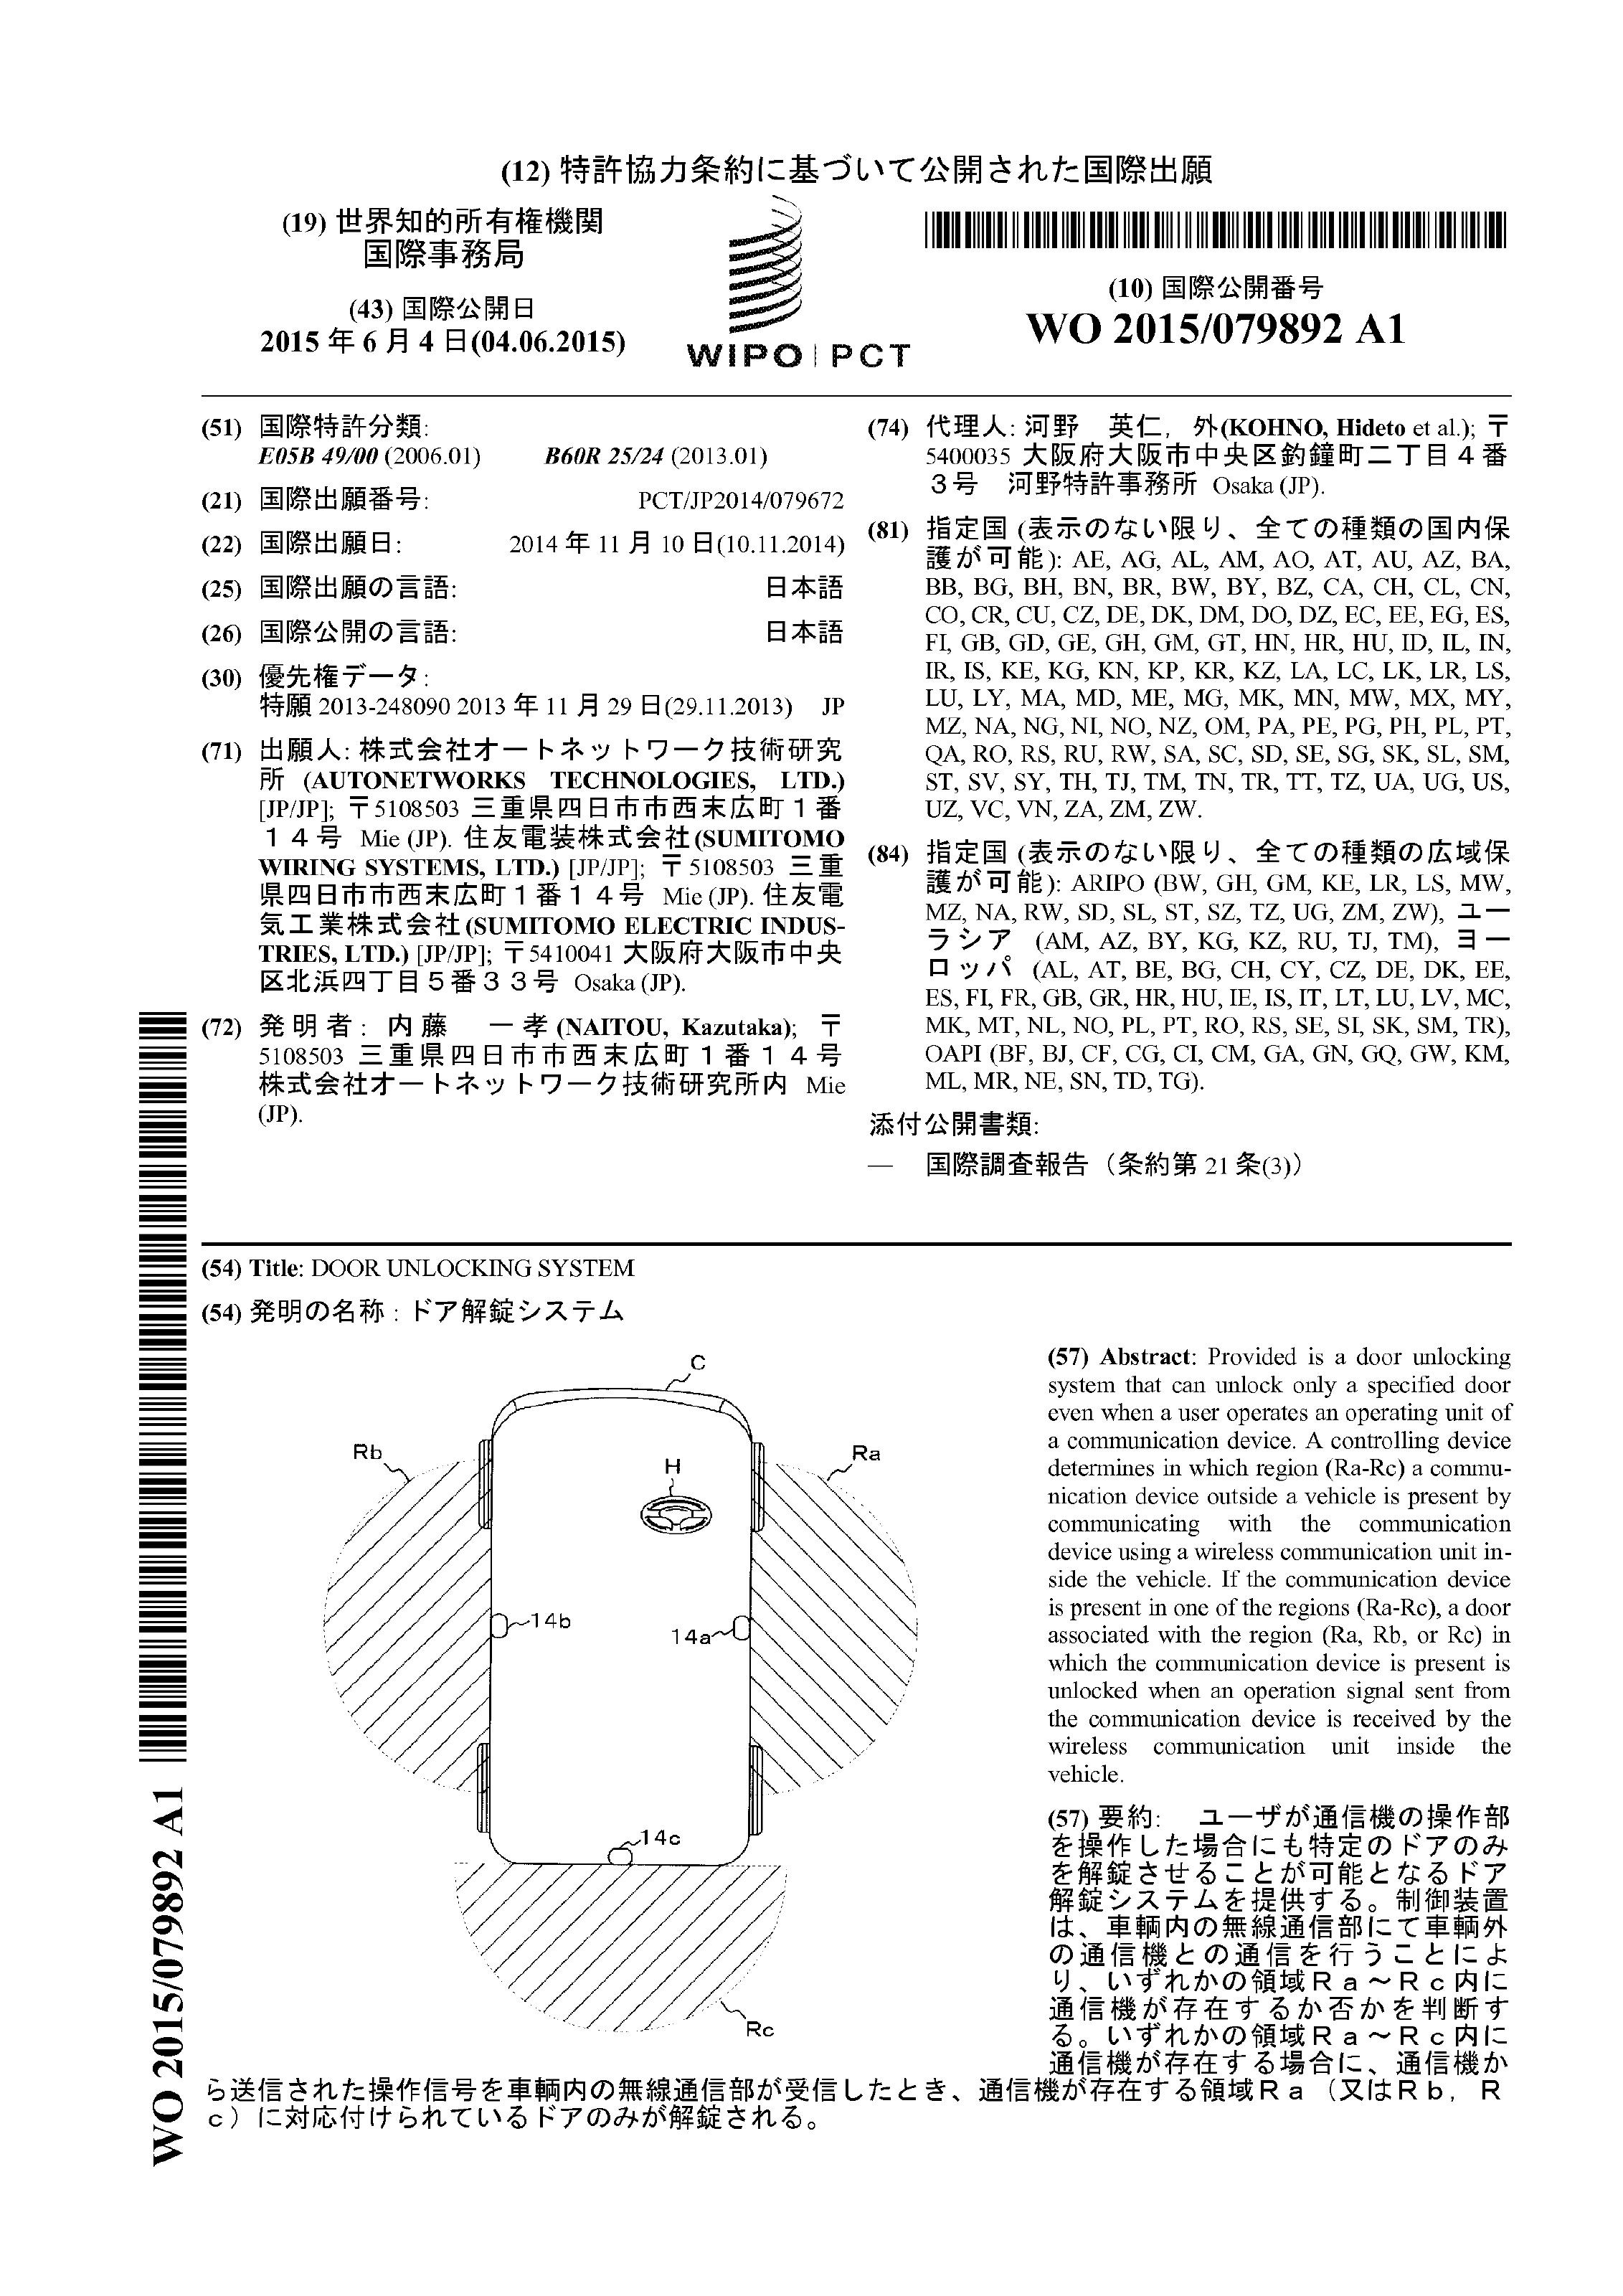 (12) 特許協力条約に基づいて公開された国際出願
(19) 世界知的所有権機関
国際事務局
(43) 国際公開日
2015 年 6 月 4 日(04.06.2015)
WIPO | PCT
(10) 国際公開番号
WO 2015/079892 A1
(51) 国際特許分類:
E05B 49/00 (2006.01) B60R 25/24 (2013.01)
(21) 国際出願番号: PCT/JP2014/079672
(22) 国際出願日: 2014 年 11 月 10 日(10.11.2014)
(25) 国際出願の言語: 日本語
(26) 国際公開の言語: 日本語
(30) 優先権データ:
特願 2013-248090 2013 年 11 月 29 日(29.11.2013) JP
(71) 出願人: 株式会社オートネットワーク技術研究
所 (AUTONETWORKS TECHNOLOGIES, LTD.)
[JP/JP]; 〒5108503 三重県四日市市西末広町１番
１４号 Mie (JP). 住友電装株式会社(SUMITOMO
WIRING SYSTEMS, LTD.) [JP/JP]; 〒5108503 三重
県四日市市西末広町１番１４号 Mie (JP). 住友電
気工業株式会社(SUMITOMO ELECTRIC INDUS-
TRIES, LTD.) [JP/JP]; 〒5410041 大阪府大阪市中央
区北浜四丁目５番３３号 Osaka (JP).
(72) 発明者: 内藤 一孝(NAITOU, Kazutaka); 〒
5108503 三重県四日市市西末広町１番１４号
株式会社オートネットワーク技術研究所内 Mie
(JP).
(74) 代理人: 河野 英仁, 外(KOHNO, Hideto et al.); 〒
5400035 大阪府大阪市中央区釣鐘町二丁目４番
３号 河野特許事務所 Osaka (JP).
(81) 指定国 (表示のない限り、全ての種類の国内保
護が可能): AE, AG, AL, AM, AO, AT, AU, AZ, BA,
BB, BG, BH, BN, BR, BW, BY, BZ, CA, CH, CL, CN,
CO, CR, CU, CZ, DE, DK, DM, DO, DZ, EC, EE, EG, ES,
FI, GB, GD, GE, GH, GM, GT, HN, HR, HU, ID, IL, IN,
IR, IS, KE, KG, KN, KP, KR, KZ, LA, LC, LK, LR, LS,
LU, LY, MA, MD, ME, MG, MK, MN, MW, MX, MY,
MZ, NA, NG, NI, NO, NZ, OM, PA, PE, PG, PH, PL, PT,
QA, RO, RS, RU, RW, SA, SC, SD, SE, SG, SK, SL, SM,
ST, SV, SY, TH, TJ, TM, TN, TR, TT, TZ, UA, UG, US,
UZ, VC, VN, ZA, ZM, ZW.
(84) 指定国 (表示のない限り、全ての種類の広域保
護が可能): ARIPO (BW, GH, GM, KE, LR, LS, MW,
MZ, NA, RW, SD, SL, ST, SZ, TZ, UG, ZM, ZW), ユー
ラシア (AM, AZ, BY, KG, KZ, RU, TJ, TM), ヨー
ロッパ (AL, AT, BE, BG, CH, CY, CZ, DE, DK, EE,
ES, FI, FR, GB, GR, HR, HU, IE, IS, IT, LT, LU, LV, MC,
MK, MT, NL, NO, PL, PT, RO, RS, SE, SI, SK, SM, TR),
OAPI (BF, BJ, CF, CG, CI, CM, GA, GN, GQ, GW, KM,
ML, MR, NE, SN, TD, TG).
添付公開書類:
— 国際調査報告（条約第 21 条(3)）
(54) Title: DOOR UNLOCKING SYSTEM
(54) 発明の名称 : ドア解錠システム
C
Rb
H
Ra
14b
14a
14c
Rc
(57) Abstract: Provided is a door unlocking
system that can unlock only a specified door
even when a user operates an operating unit of
a communication device. A controlling device
determines in which region (Ra-Rc) a commu-
nication device outside a vehicle is present by
communicating with the communication
device using a wireless communication unit in-
side the vehicle. If the communication device
is present in one of the regions (Ra-Rc), a door
associated with the region (Ra, Rb, or Rc) in
which the communication device is present is
unlocked when an operation signal sent from
the communication device is received by the
wireless communication unit inside the
vehicle.
(57) 要約: ユーザが通信機の操作部
を操作した場合にも特定のドアのみ
を解錠させることが可能となるドア
解錠システムを提供する。制御装置
は、車輌内の無線通信部にて車輌外
の通信機との通信を行うことによ
り、いずれかの領域Ｒａ～Ｒｃ内に
通信機が存在するか否かを判断す
る。いずれかの領域Ｒａ～Ｒｃ内に
通信機が存在する場合に、通信機か
ら送信された操作信号を車輌内の無線通信部が受信したとき、通信機が存在する領域Ｒａ（又はＲｂ，Ｒ
ｃ）に対応付けられているドアのみが解錠される。
WO 2015/079892 A1